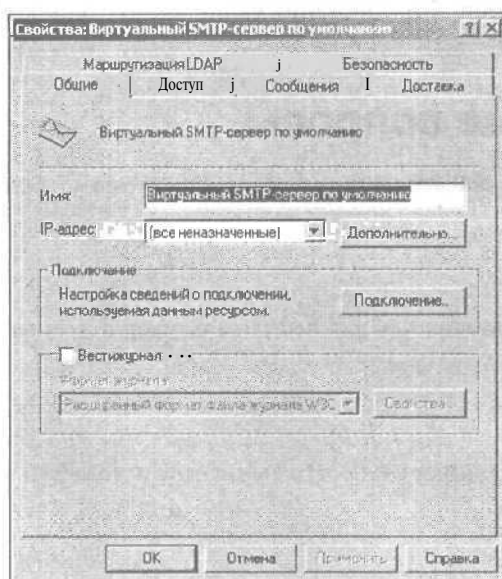 Свойства: Виртуальный SMTP-сервер по умолчанию
Маршрутизация LDAP j Безопасность
Общие | Доступ j Сообщения I Доставка
Виртуальный SMTP-сервер по умолчанию
Имя: Виртуальный SMTP-сервер по умолчанию
IP-адрес: (все неназначенные) Дополнительно...
Подключение
Настройка сведений о подключении, Подключение...
используемая данным ресурсом.
Вести журнал • • •
Формат журнала:
Расширенный формат файла журнала W3C Свойства...
OK Отмена Применить Справка